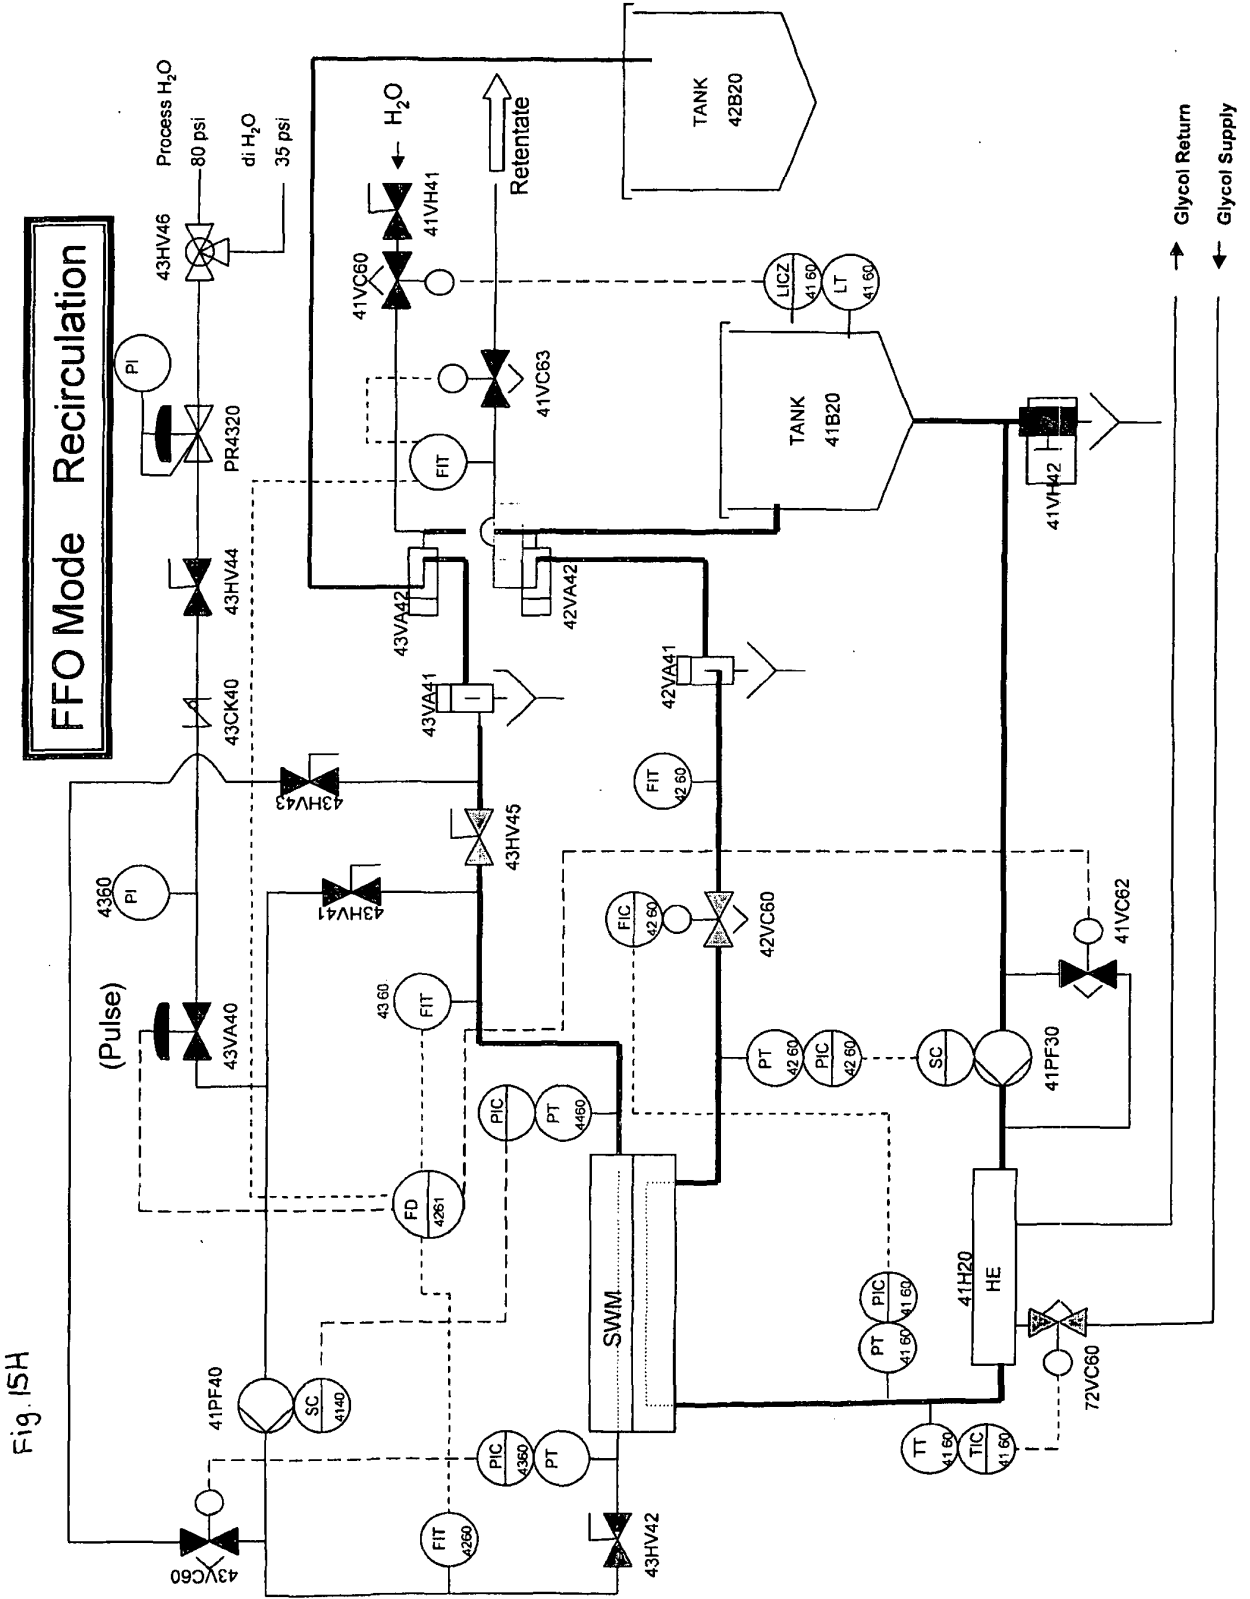 Fig. 15H
FFO Mode Recirculation
Process H₂O
80 psi
di H₂O
35 psi
43HV46
PI
PR4320
43HV44
43CK40
4360
PI
(Pulse)
43VA40
41PF40
SC
4140
43VC60
H₂O
41VH41
41VC60
Retentate
41VC63
FIT
43VA42
42VA42
43VA41
42VA41
43HV43
43HV45
43HV41
43 60
FIT
FD
4261
PIC
PT
4460
PIC
4360
PT
FIT
4260
43HV42
SWM
FIT
42 60
FIC
42 60
42VC60
PT
42 60
PIC
42 60
SC
41PF30
41VC62
PIC
41 60
PT
41 60
TT
41 60
TIC
41 60
41H20
HE
72VC60
TANK
42B20
TANK
41B20
LICZ
41 60
LT
41 60
41VH42
Glycol Return
Glycol Supply